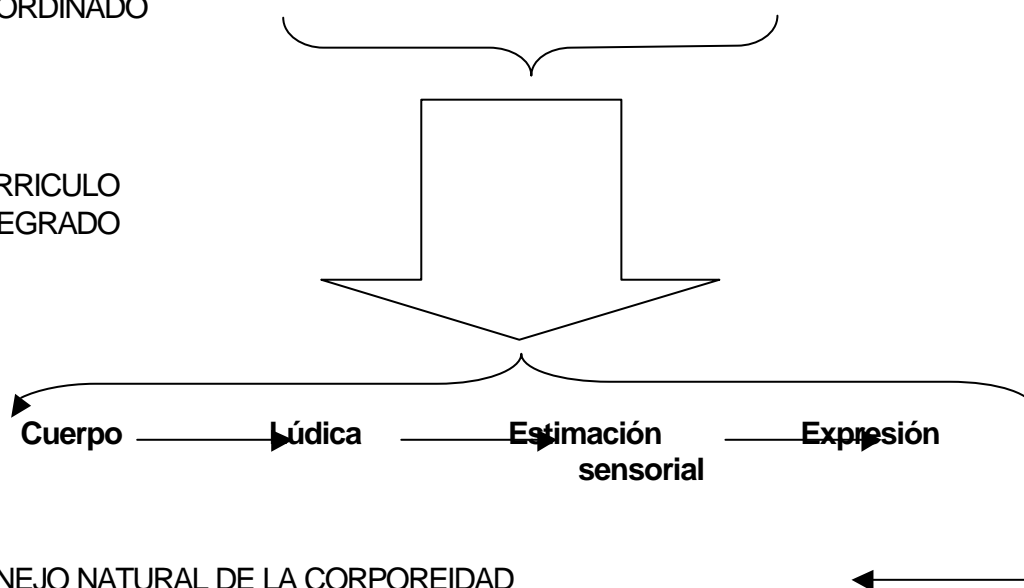 ORDINADO
RRICULO
EGRADO
Cuerpo Lúdica Estimación Expresión
sensorial
NEJO NATURAL DE LA CORPOREIDAD